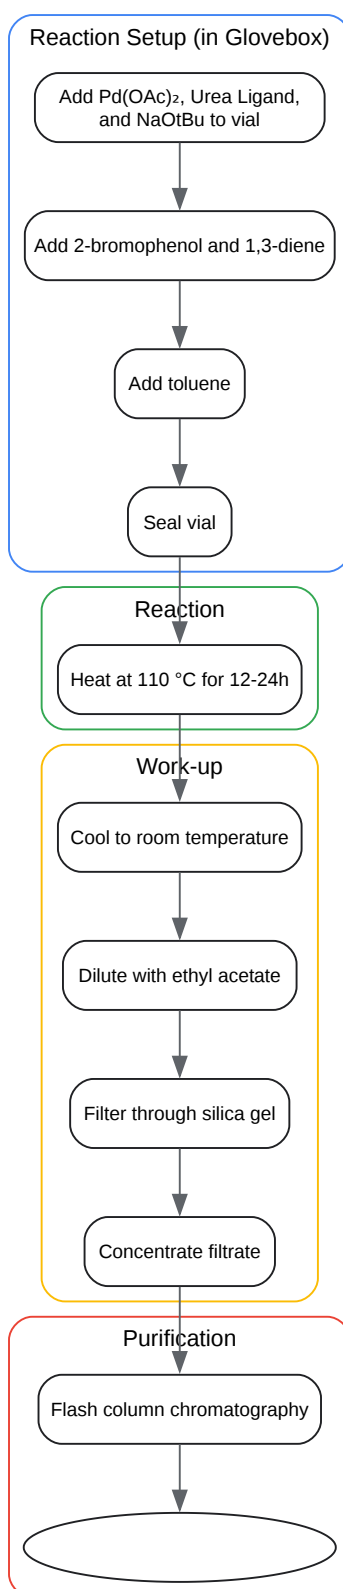 Reaction Setup (in Glovebox)
Add Pd(OAc)₂, Urea Ligand,
and NaOtBu to vial
Add 2-bromophenol and 1,3-diene
Add toluene
Seal vial
Reaction
Heat at 110 °C for 12-24h
Work-up
Cool to room temperature
Dilute with ethyl acetate
Filter through silica gel
Concentrate filtrate
Purification
Flash column chromatography